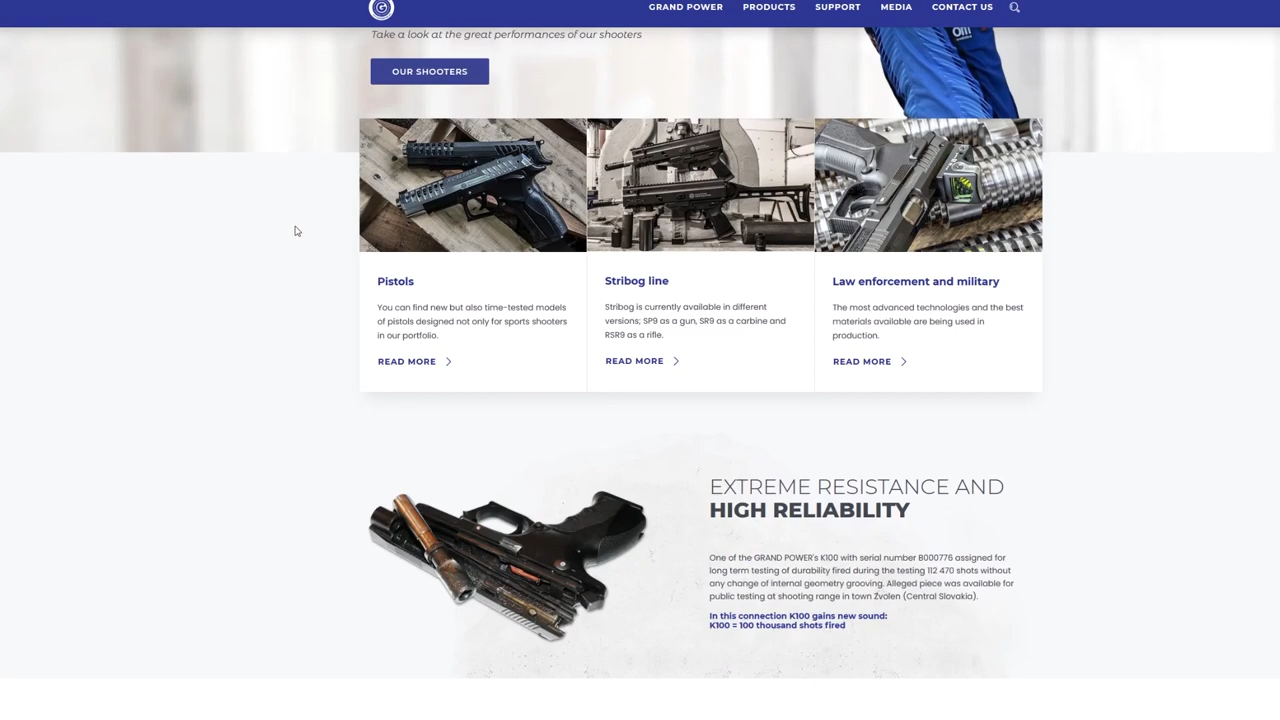 GRAND POWER PRODUCTS SUPPORT MEDIA CONTACT US
Take a look at the great performances of our shooters
OUR SHOOTERS
Pistols
You can find new but also time-tested models
of pistols designed not only for sports shooters
in our portfolio.
READ MORE
Stribog line
Stribog is currently available in different
versions; SP9 as a gun, SR9 as a carbine and
RSR9 as a rifle.
READ MORE
Law enforcement and military
The most advanced technologies and the best
materials available are being used in
production.
READ MORE
EXTREME RESISTANCE AND
HIGH RELIABILITY
One of the GRAND POWER's K100 with serial number B000776 assigned for
long term testing of durability fired during the testing 112 470 shots without
any change of internal geometry grooving. Alleged piece was available for
public testing at shooting range in town Zvolen (Central Slovakia).
In this connection K100 gains new sound:
K100 = 100 thousand shots fired